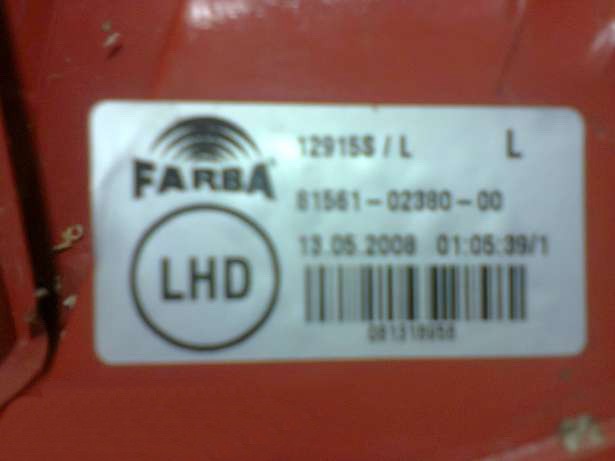 12915S / L L
FARBA
81561-02380-00
13.05.2008 01:05:39/1
LHD